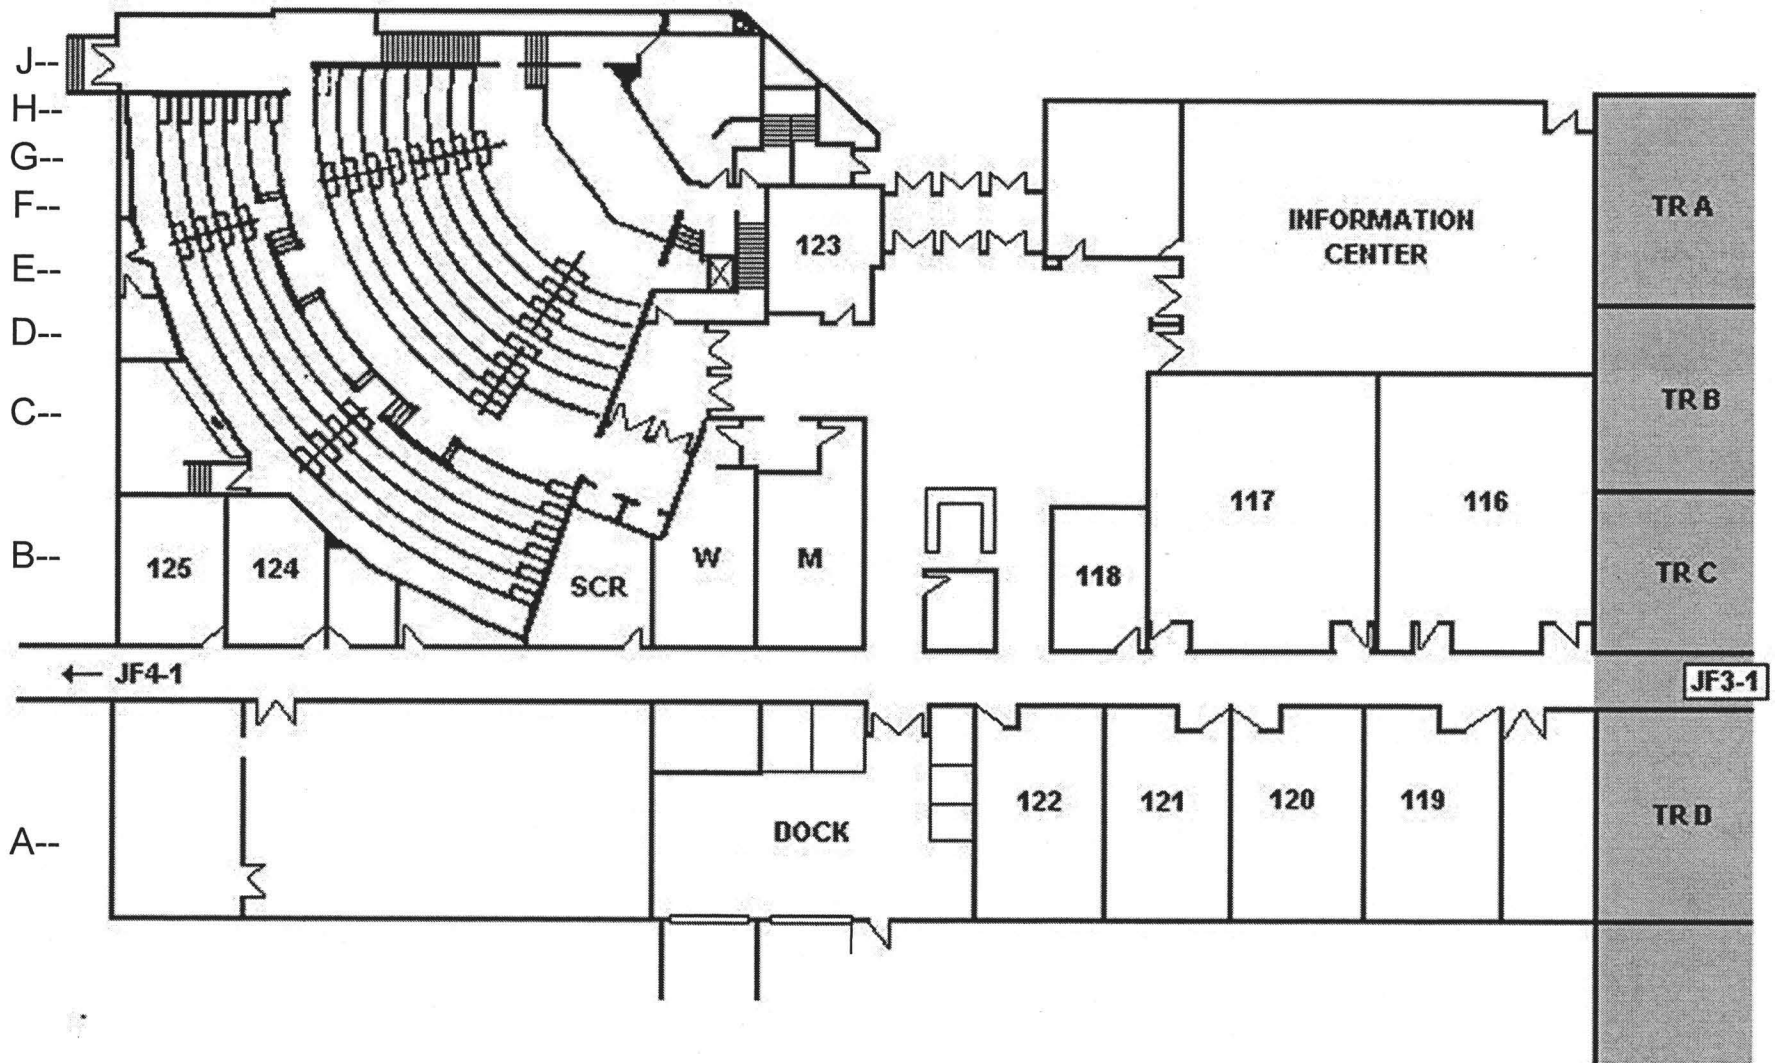 J--
H--
G--
F--
E--
D--
C--
B--
A--
123
INFORMATION
CENTER
TR A
TR B
117
116
125
124
SCR
W
M
118
TR C
← JF4-1
JF3-1
122
121
120
119
DOCK
TR D